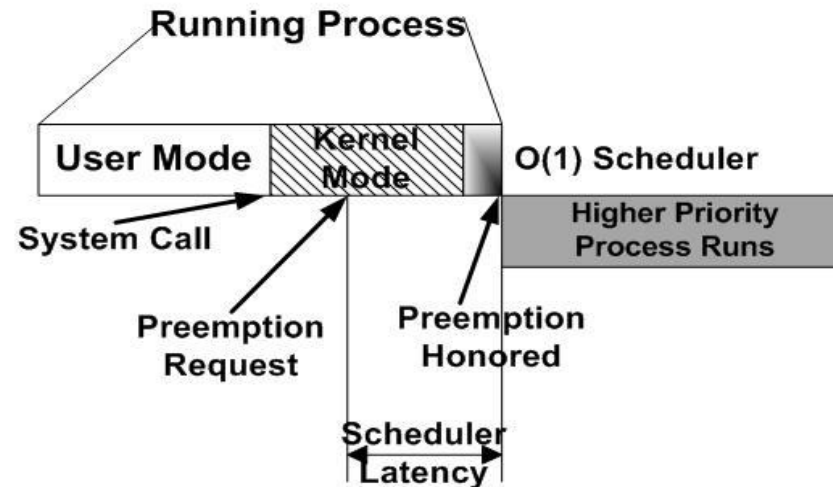 Running Process
User Mode
Kernel
Mode
O(1) Scheduler
Higher Priority
Process Runs
System Call
Preemption
Request
Preemption
Honored
Scheduler
Latency